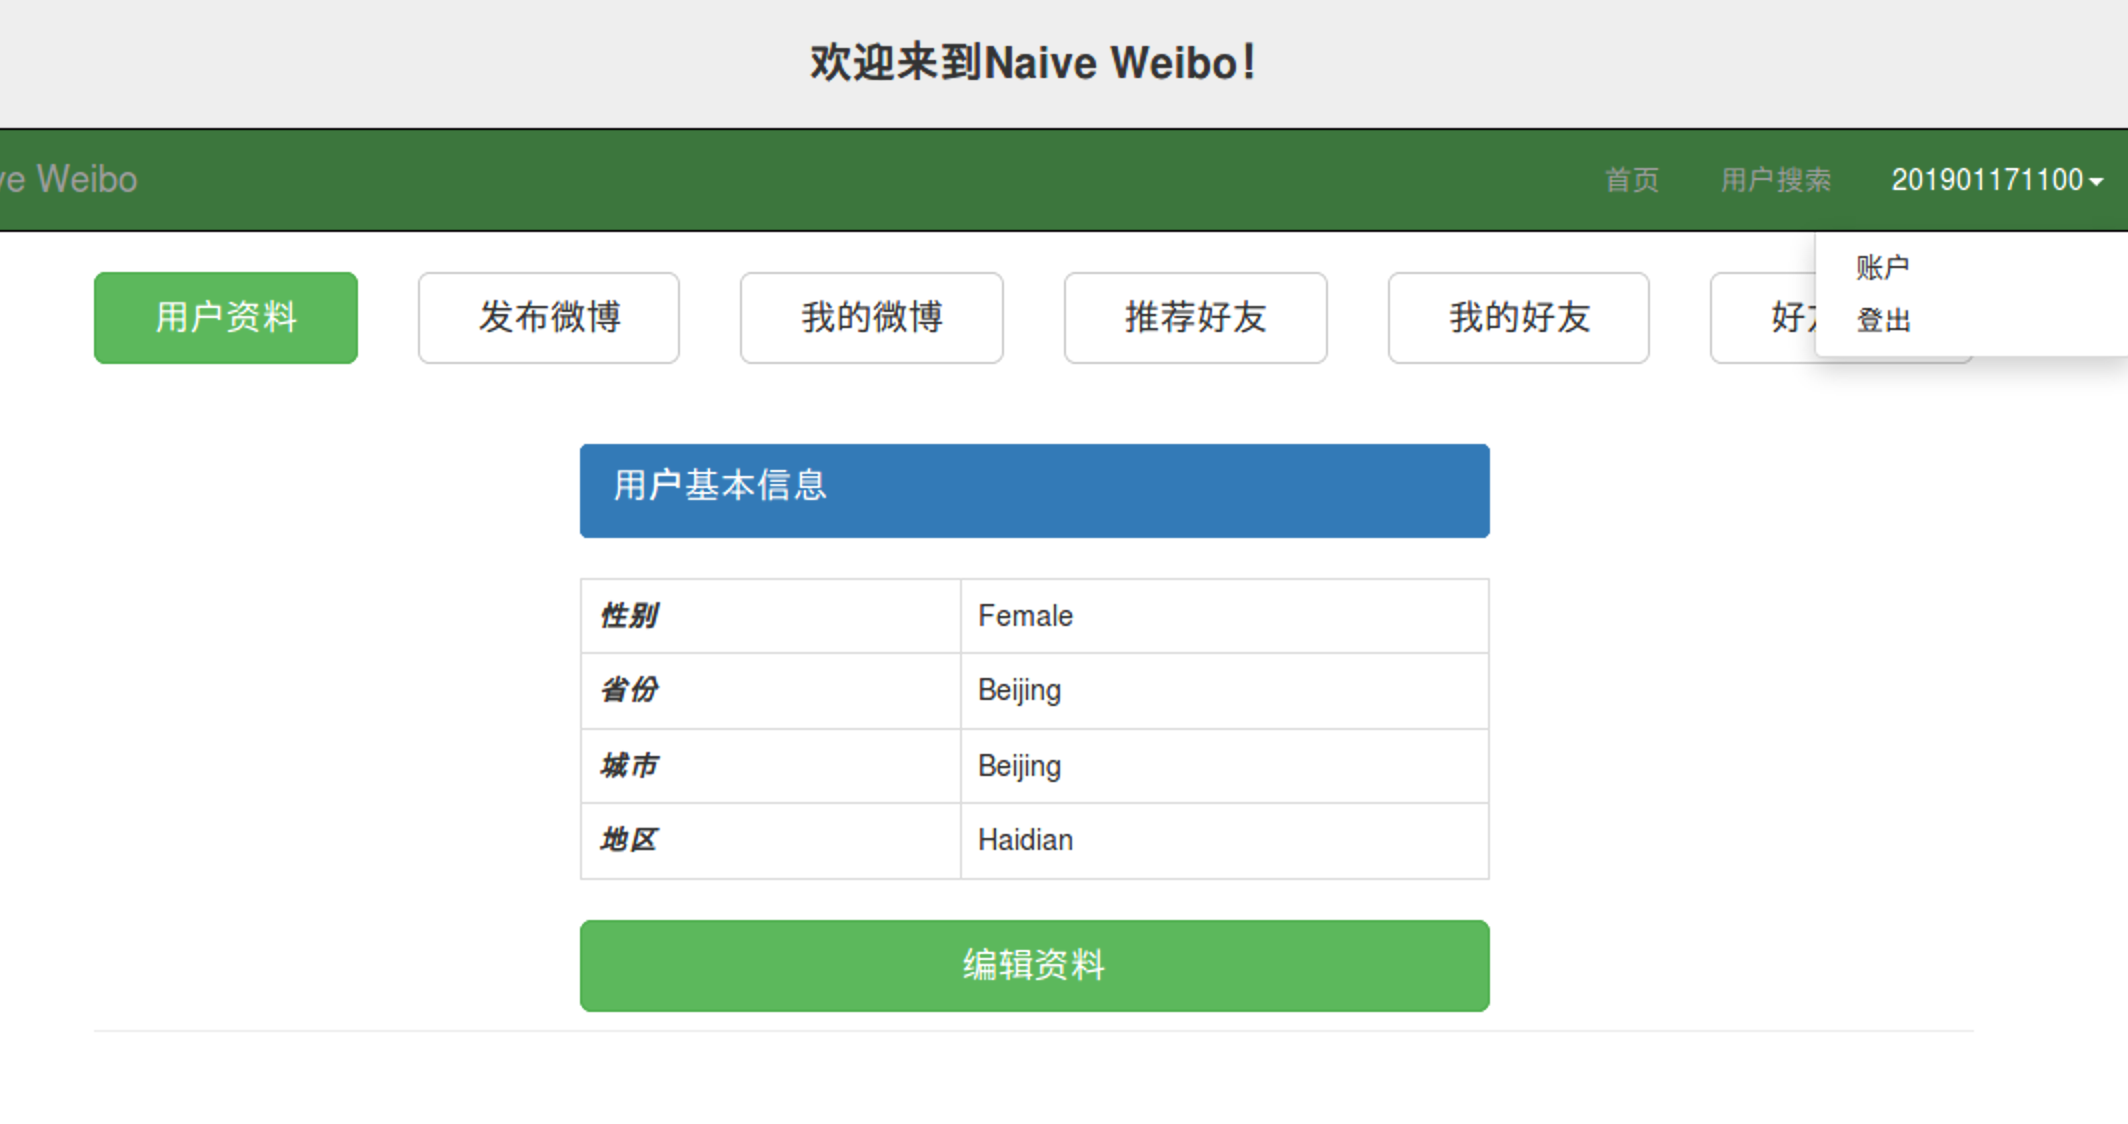 欢迎来到Naive Weibo!
Weibo
首页 用户搜索 201901171100
账户
登出
用户资料 发布微博 我的微博 推荐好友 我的好友
用户基本信息
性别 Female
省份 Beijing
城市 Beijing
地区 Haidian
编辑资料